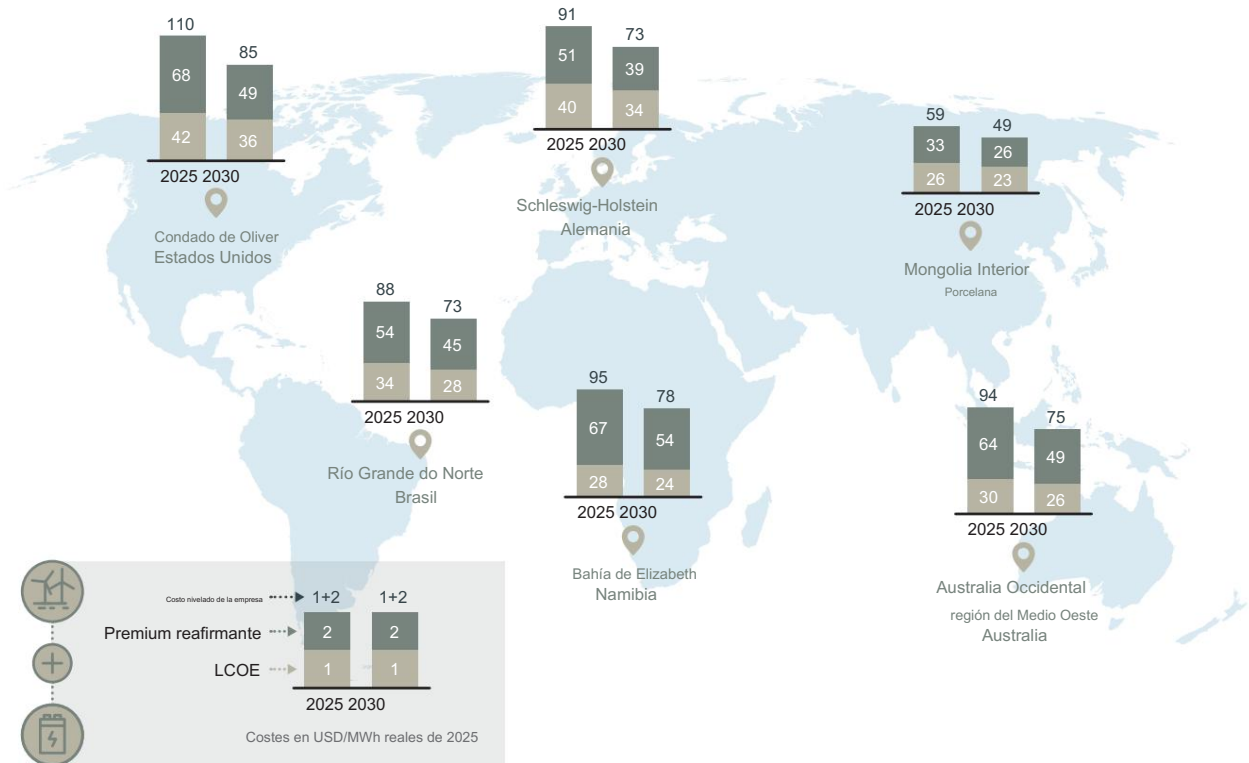 110
85
68
49
42
36
2025 2030
Condado de Oliver
Estados Unidos
91
73
51
39
40
34
2025 2030
Schleswig-Holstein
Alemania
59
49
33
26
26
23
2025 2030
Mongolia Interior
Porcelana
88
73
54
45
34
28
2025 2030
Río Grande do Norte
Brasil
95
78
67
54
28
24
2025 2030
Bahía de Elizabeth
Namibia
94
75
64
49
30
26
2025 2030
Australia Occidental
región del Medio Oeste
Australia
Costo nivelado de la empresa 1+2 1+2
Premium reafirmante 2 2
LCOE 1 1
2025 2030
Costes en USD/MWh reales de 2025